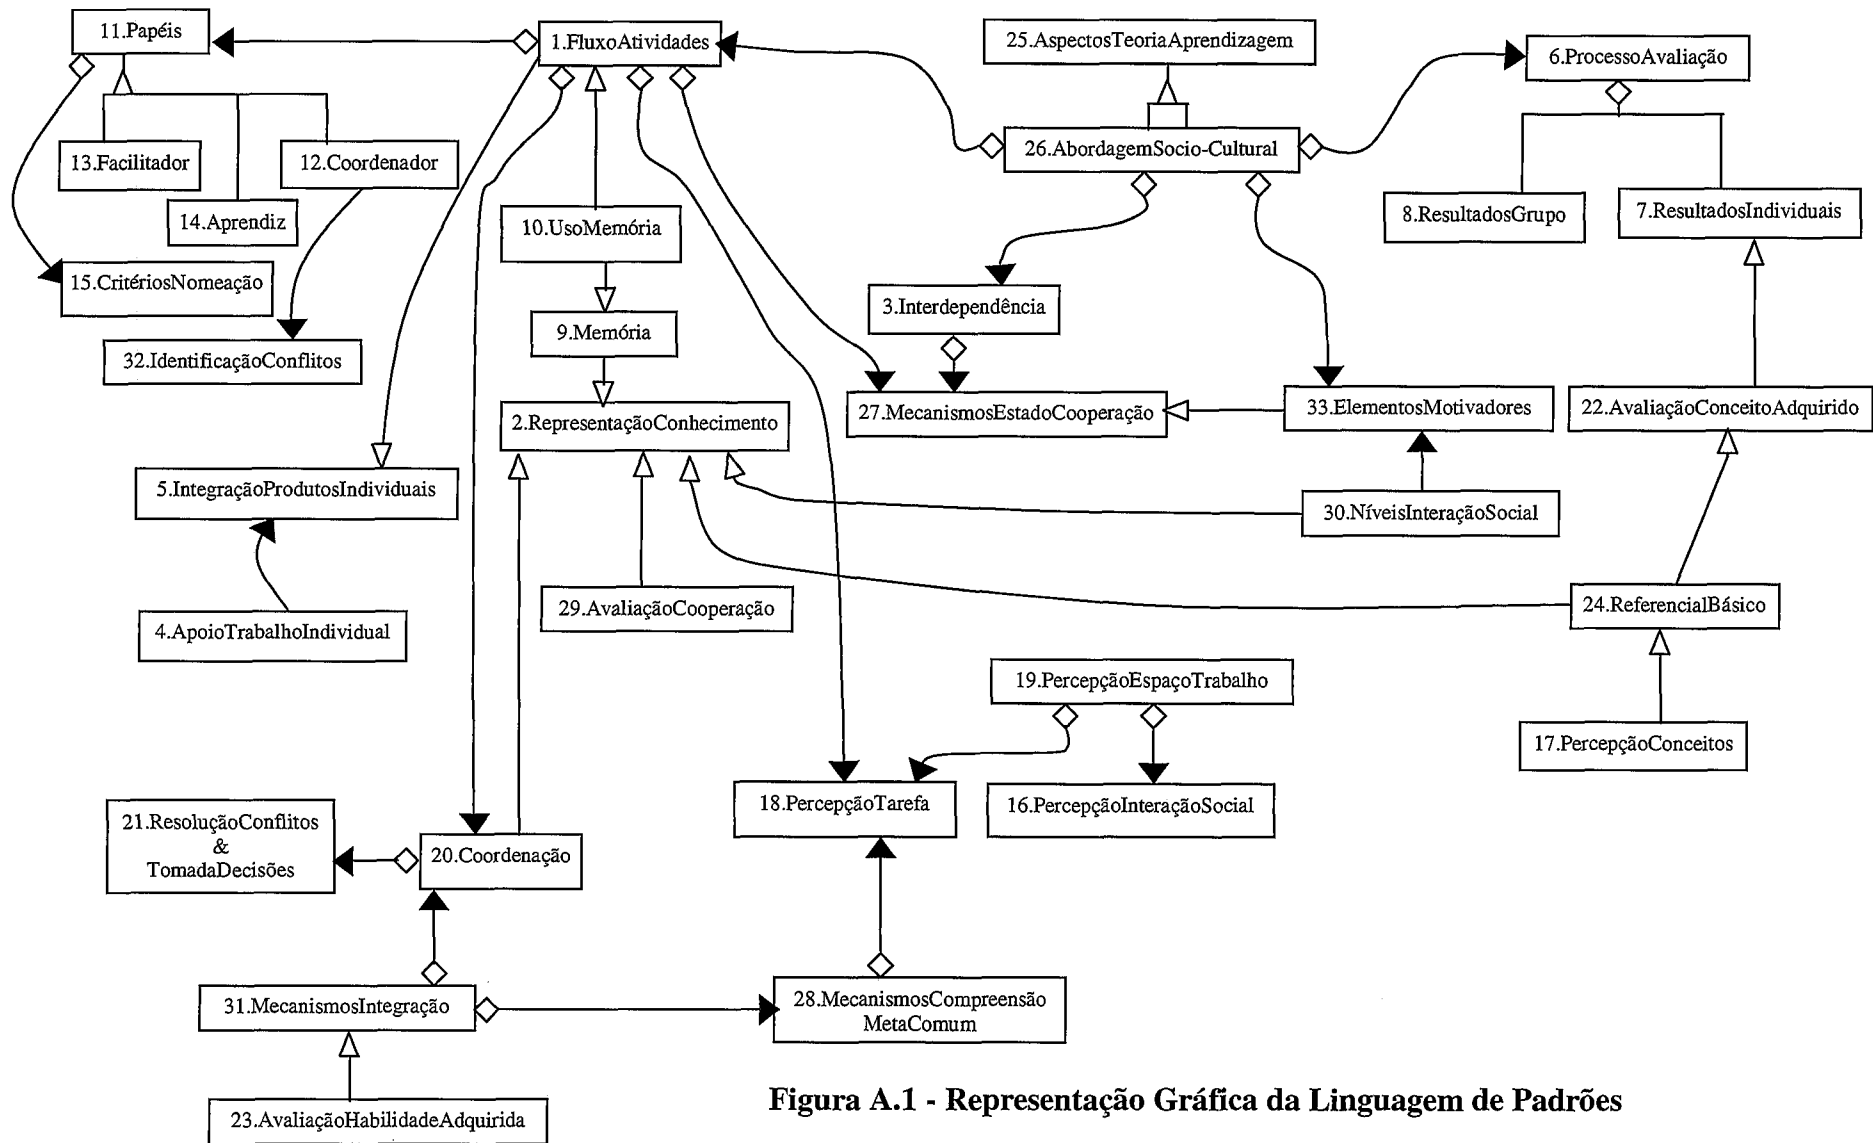 11.Papéis
1.FluxoAtividades
25.AspectosTeoriaAprendizagem
6.ProcessoAvaliação
13.Facilitador
12.Coordenador
26.AbordagemSocio-Cultural
14.Aprendiz
10.UsoMemória
8.ResultadosGrupo
7.ResultadosIndividuais
15.CritériosNomeação
3.Interdependência
9.Memória
32.IdentificaçãoConflitos
2.RepresentaçãoConhecimento
27.MecanismosEstadoCooperação
33.ElementosMotivadores
22.AvaliaçãoConceitoAdquirido
5.IntegraçãoProdutosIndividuais
30.NíveisInteraçãoSocial
29.AvaliaçãoCooperação
24.ReferencialBásico
4.ApoioTrabalhoIndividual
19.PercepçãoEspaçoTrabalho
17.PercepçãoConceitos
18.PercepçãoTarefa
16.PercepçãoInteraçãoSocial
21.ResoluçãoConflitos
&
TomadaDecisões
20.Coordenação
31.MecanismosIntegração
28.MecanismosCompreensão
MetaComum
23.AvaliaçãoHabilidadeAdquirida
Figura A.1 - Representação Gráfica da Linguagem de Padrões